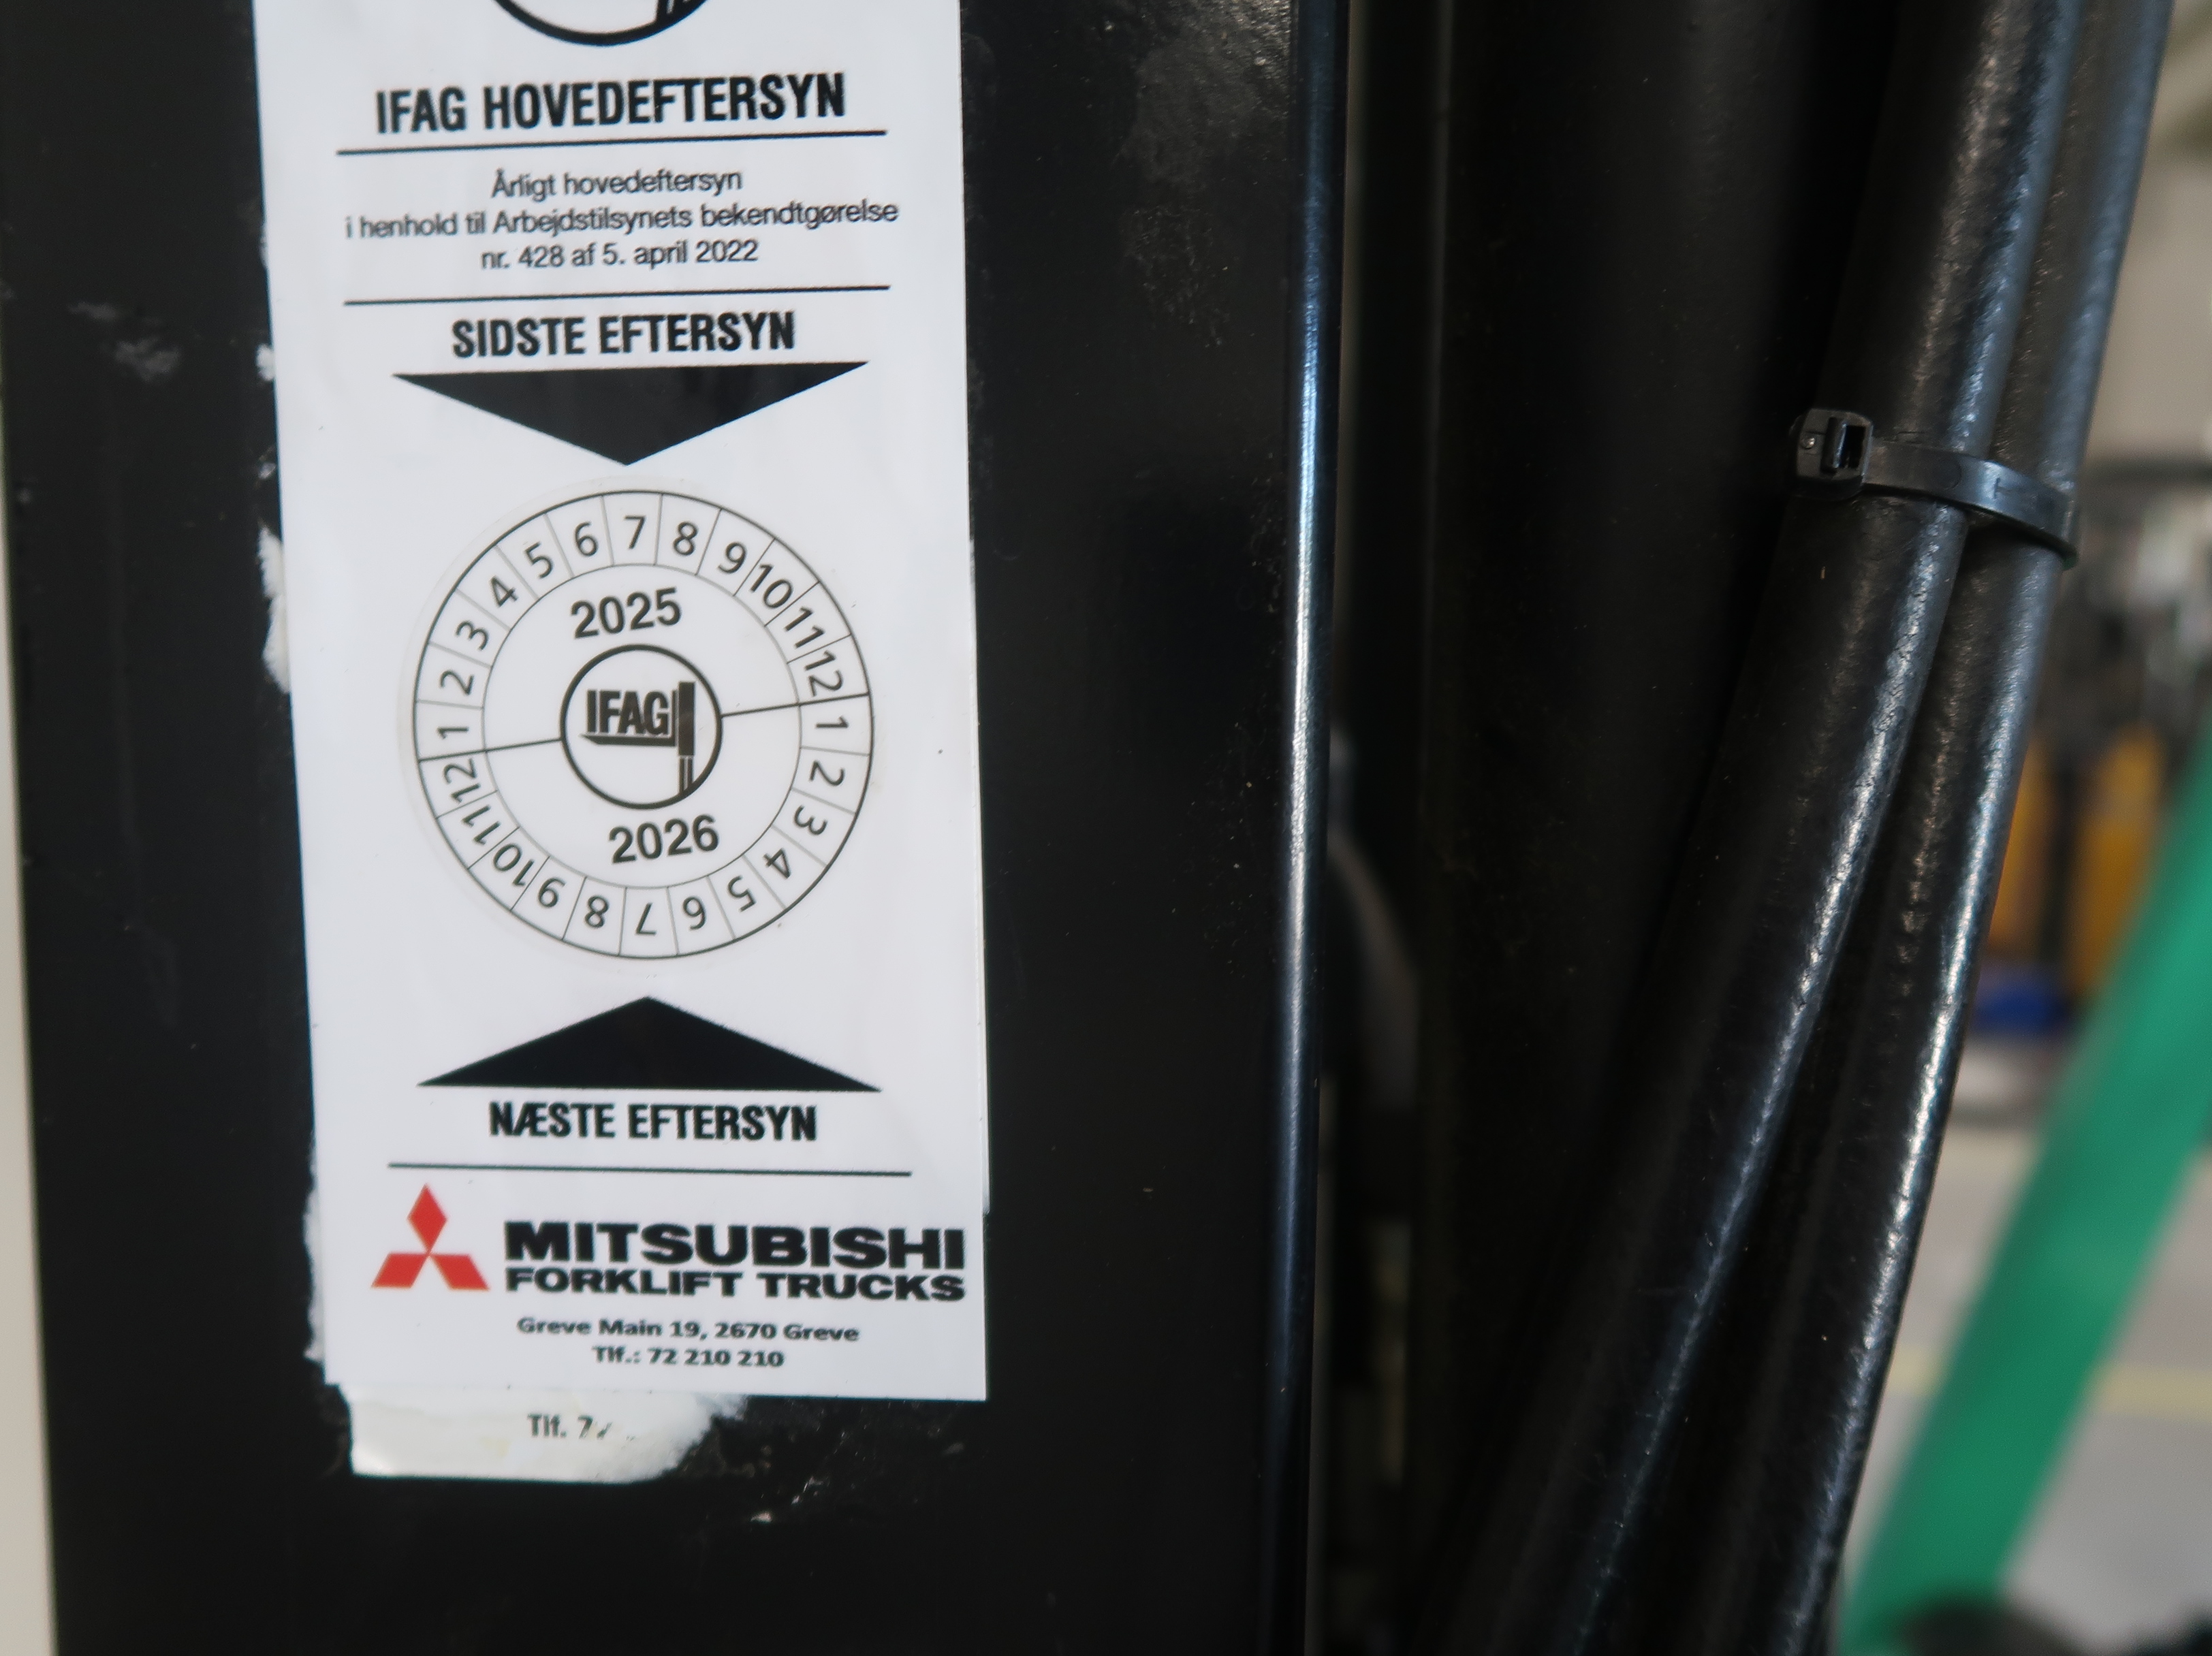 IFAG HOVEDEFTERSYN
Årligt hovedeftersyn
i henhold til Arbejdstilsynets bekendtgørelse
nr. 428 af 5. april 2022
SIDSTE EFTERSYN
1 2 3 4 5 6 7 8 9 10 11 12
2025
IFAG
2026
1 2 3 4 5 6 7 8 9 10 11 12
NÆSTE EFTERSYN
MITSUBISHI
FORKLIFT TRUCKS
Greve Main 19, 2670 Greve
Tlf.: 72 210 210
Tlf. 7